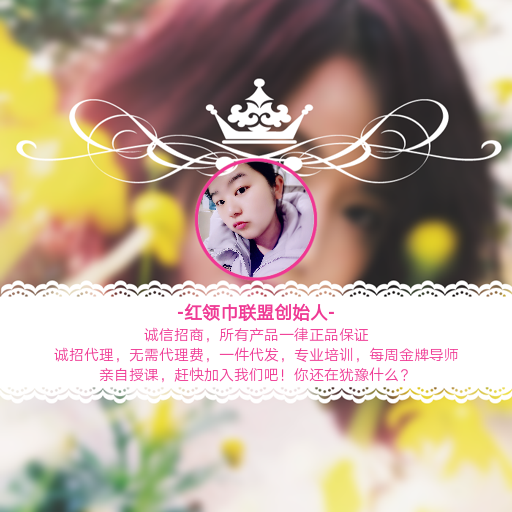 -红领巾联盟创始人-
诚信招商，所有产品一律正品保证
诚招代理，无需代理费，一件代发，专业培训，每周金牌导师
亲自授课，赶快加入我们吧！你还在犹豫什么？